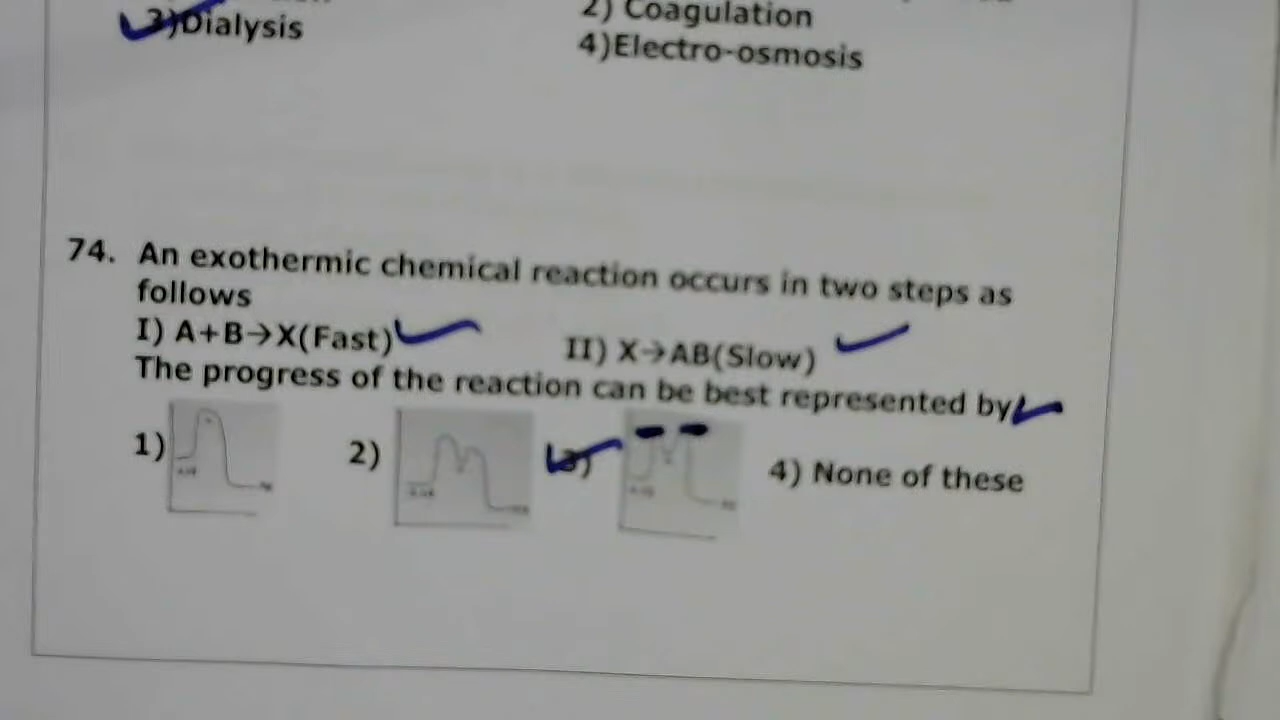 3)Dialysis
2) Coagulation
4)Electro-osmosis
74. An exothermic chemical reaction occurs in two steps as
follows
I) A+B→X(Fast)
II) X→AB(Slow)
The progress of the reaction can be best represented by
1)
2)
3)
4) None of these